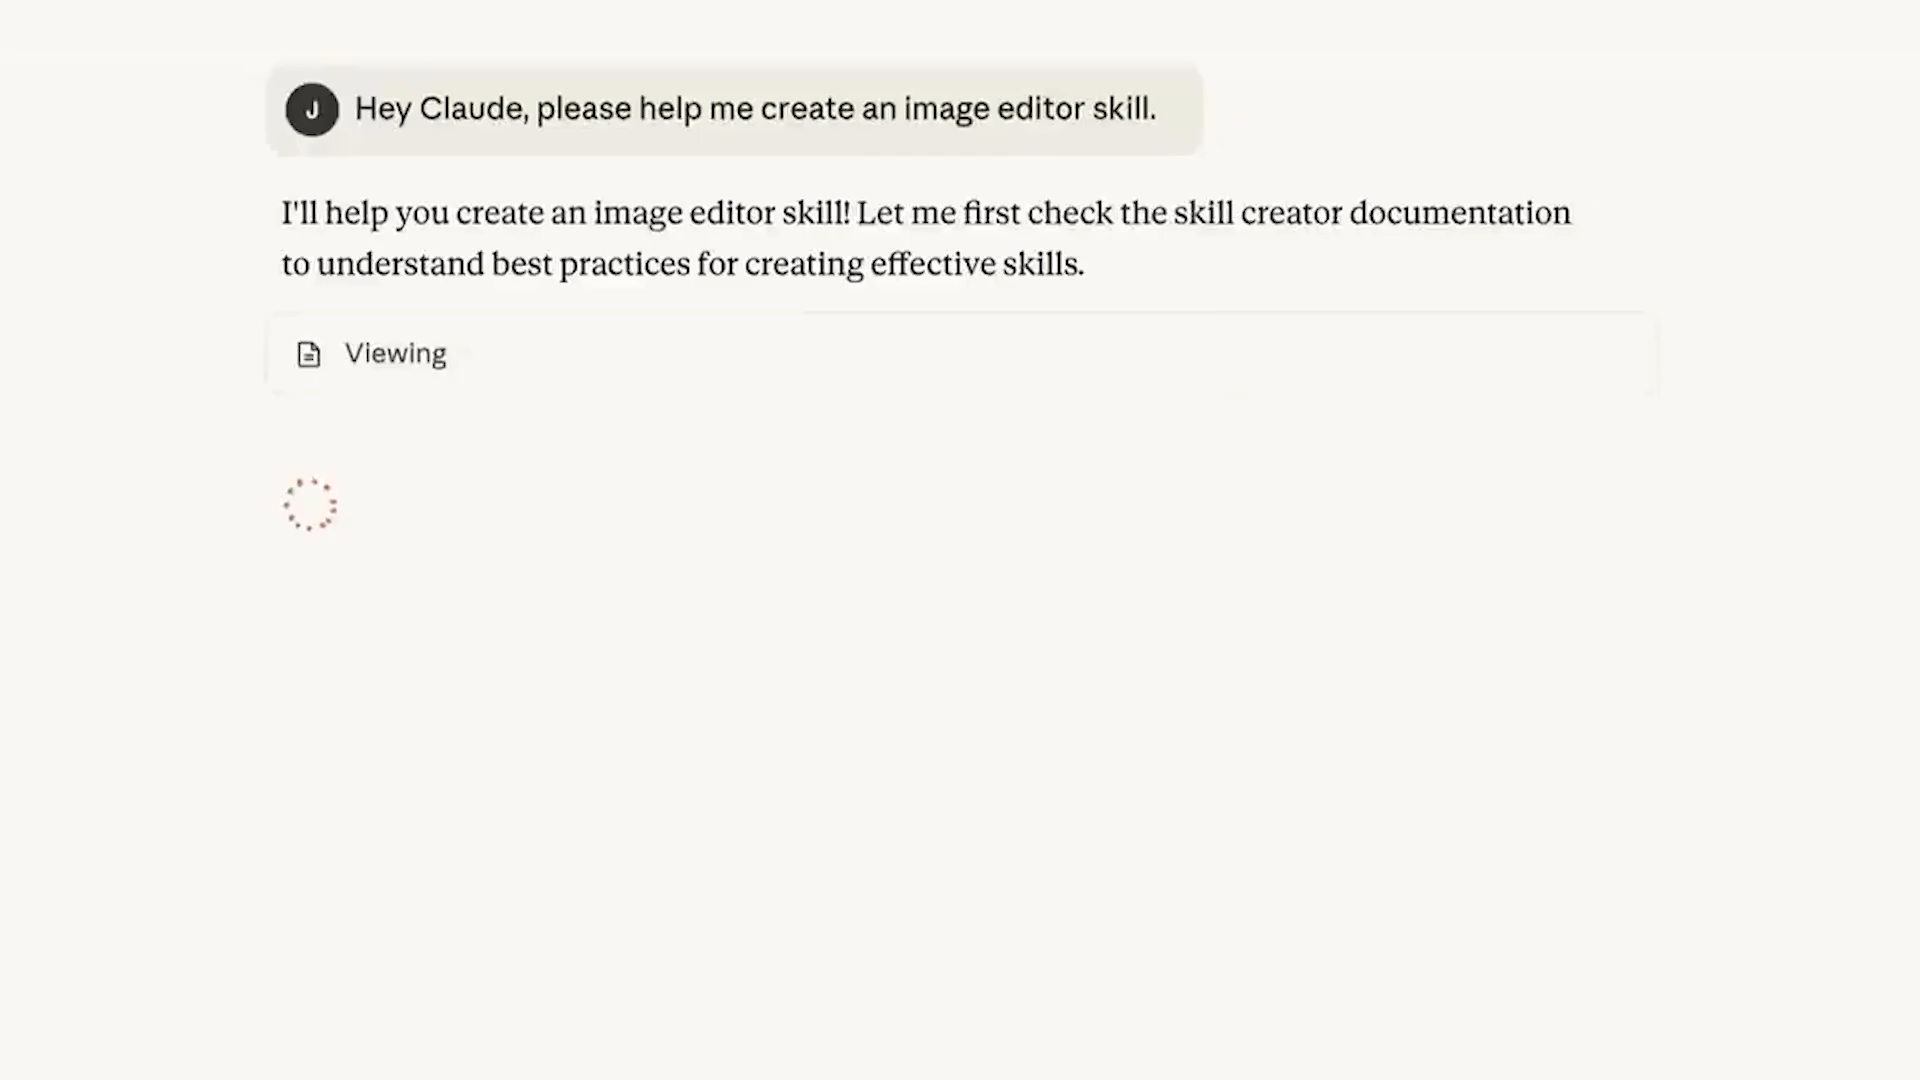 J Hey Claude, please help me create an image editor skill.
I'll help you create an image editor skill! Let me first check the skill creator documentation
to understand best practices for creating effective skills.
Viewing